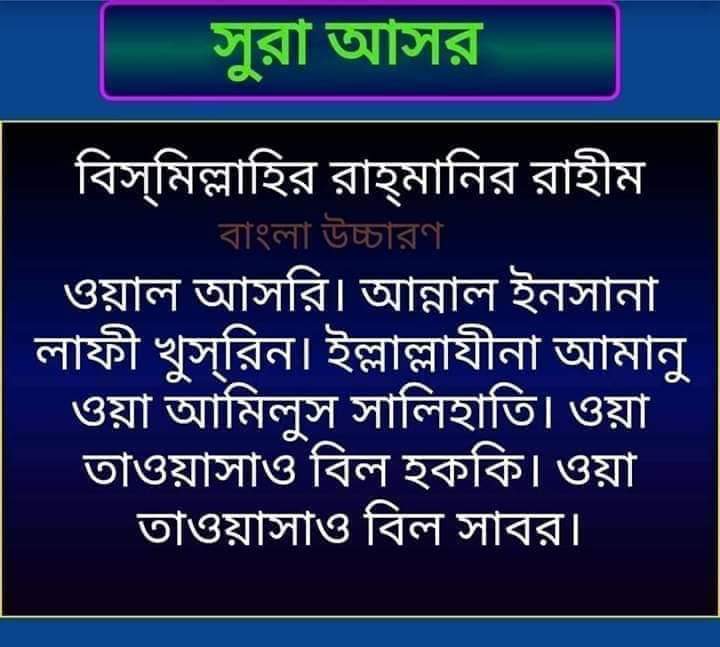 সুরা আসর
বিস্‌মিল্লাহির রাহ্‌মানির রাহীম
বাংলা উচ্চারণ
ওয়াল আসরি। আন্নাল ইনসানা
লাফী খুস্‌রিন। ইল্লাল্লাযীনা আমানু
ওয়া আমিলুস সালিহাতি। ওয়া
তাওয়াসাও বিল হককি। ওয়া
তাওয়াসাও বিল সাবর।